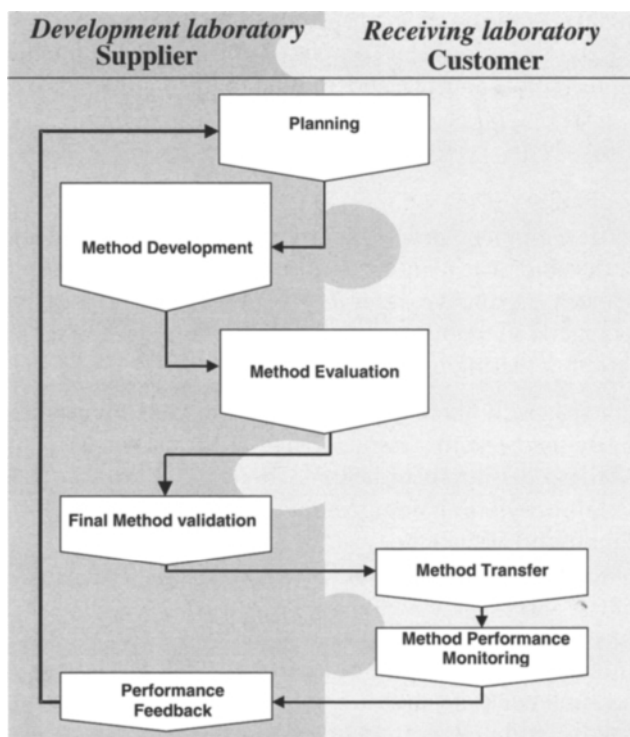 Development laboratory
Supplier
Receiving laboratory
Customer
Planning
Method Development
Method Evaluation
Final Method validation
Method Transfer
Method Performance
Monitoring
Performance
Feedback